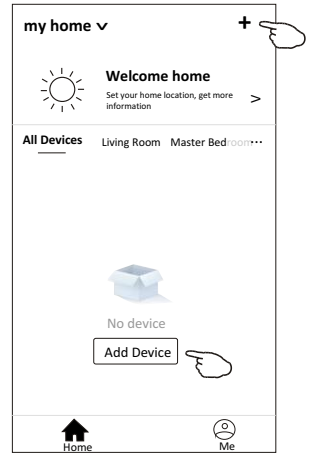 my home
Welcome home
Set your home location, get more
information
All Devices Living Room Master Bedroom ...
No device
Add Device
Home Me